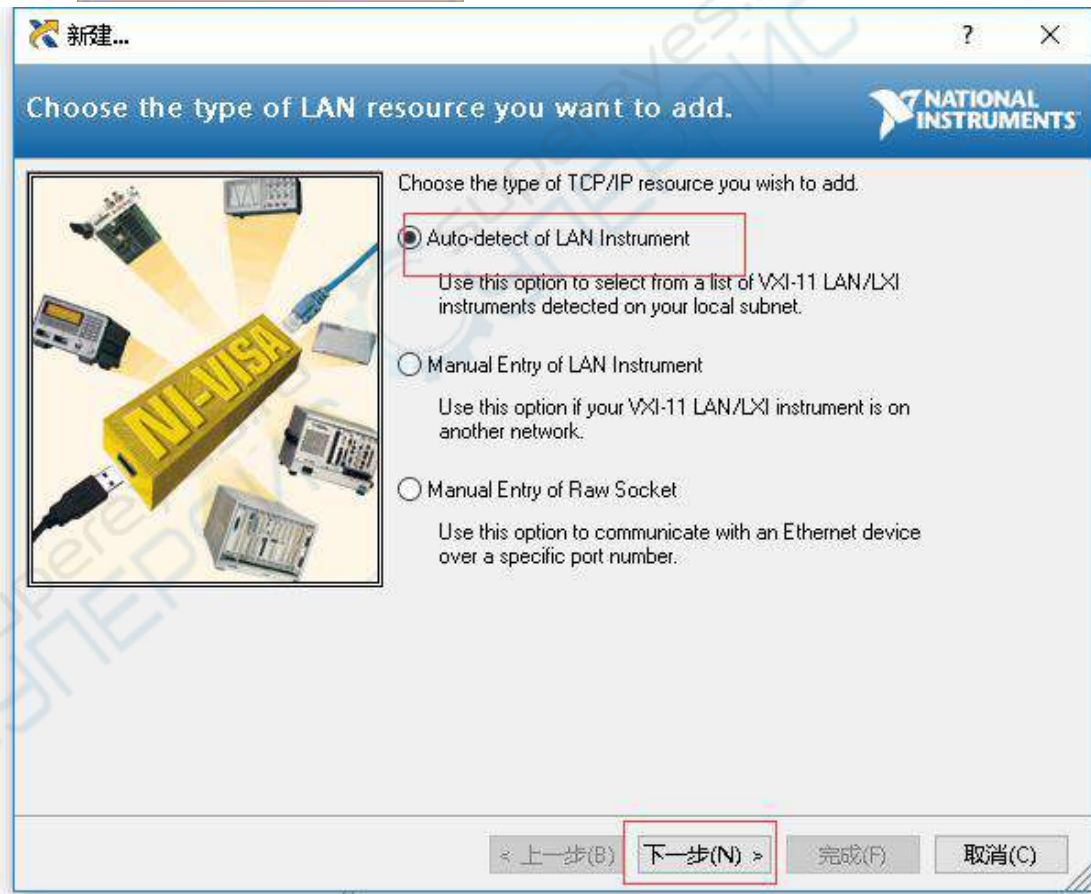 新建...
?
Choose the type of LAN resource you want to add.
NATIONAL
INSTRUMENTS
Choose the type of TCP/IP resource you wish to add.
Auto-detect of LAN Instrument
Use this option to select from a list of VXI-11 LAN/LXI
instruments detected on your local subnet.
Manual Entry of LAN Instrument
Use this option if your VXI-11 LAN/LXI instrument is on
another network.
Manual Entry of Raw Socket
Use this option to communicate with an Ethernet device
over a specific port number.
NI-VISA
< 上一步(B)
下一步(N) >
完成(F)
取消(C)